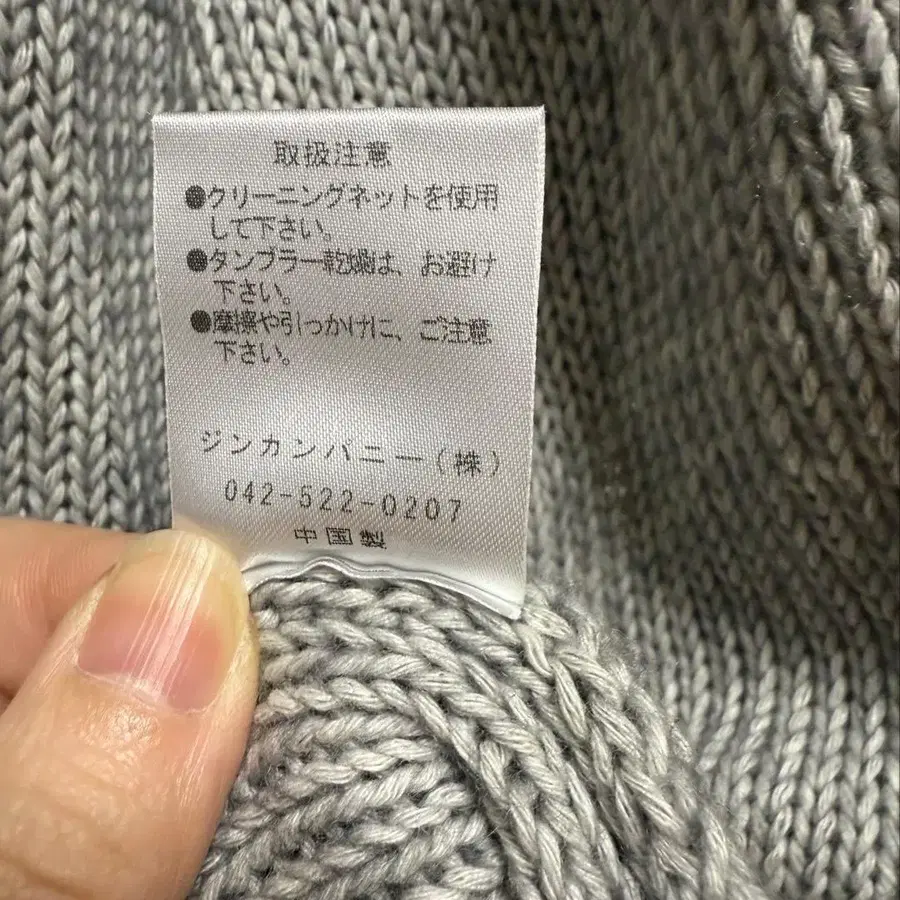 取扱注意
●クリーニングネットを使用
して下さい。
●タンブラー乾燥は、お避け
下さい。
●摩擦や引っかけに、ご注意
下さい。
ジンカンパニー(株)
042-522-0207
中国製